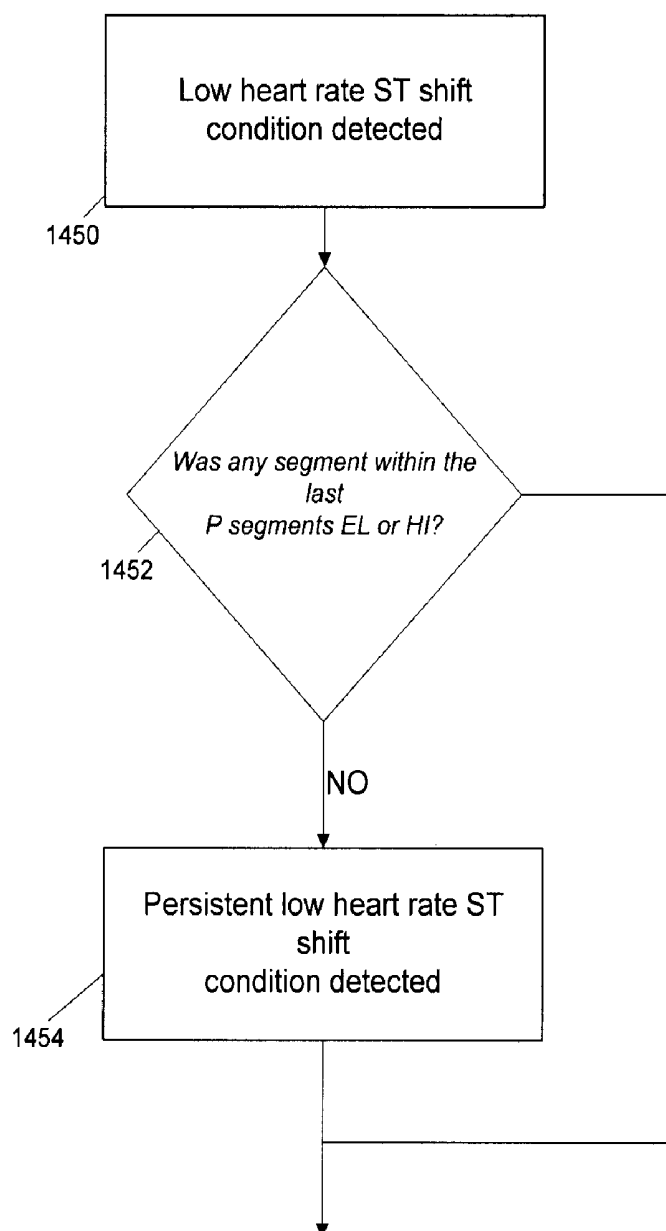 Low heart rate ST shift
condition detected
1450
Was any segment within the
last
P segments EL or HI?
1452
NO
Persistent low heart rate ST
shift
condition detected
1454